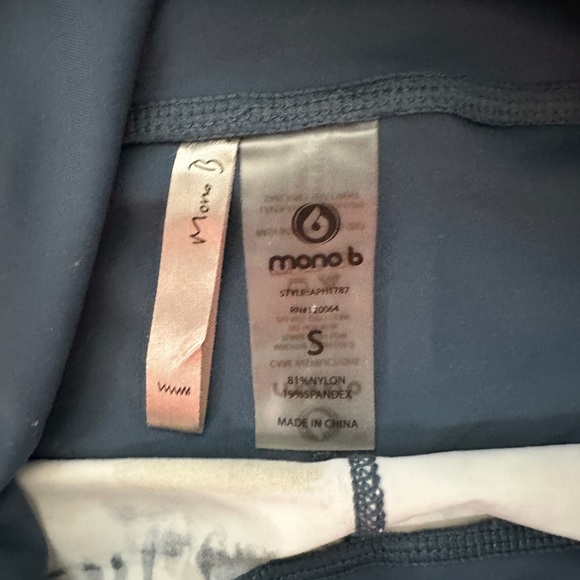 Mono B
mono b
STYLE:APH1787
RN#120064
S
81%NYLON
19%SPANDEX
MADE IN CHINA